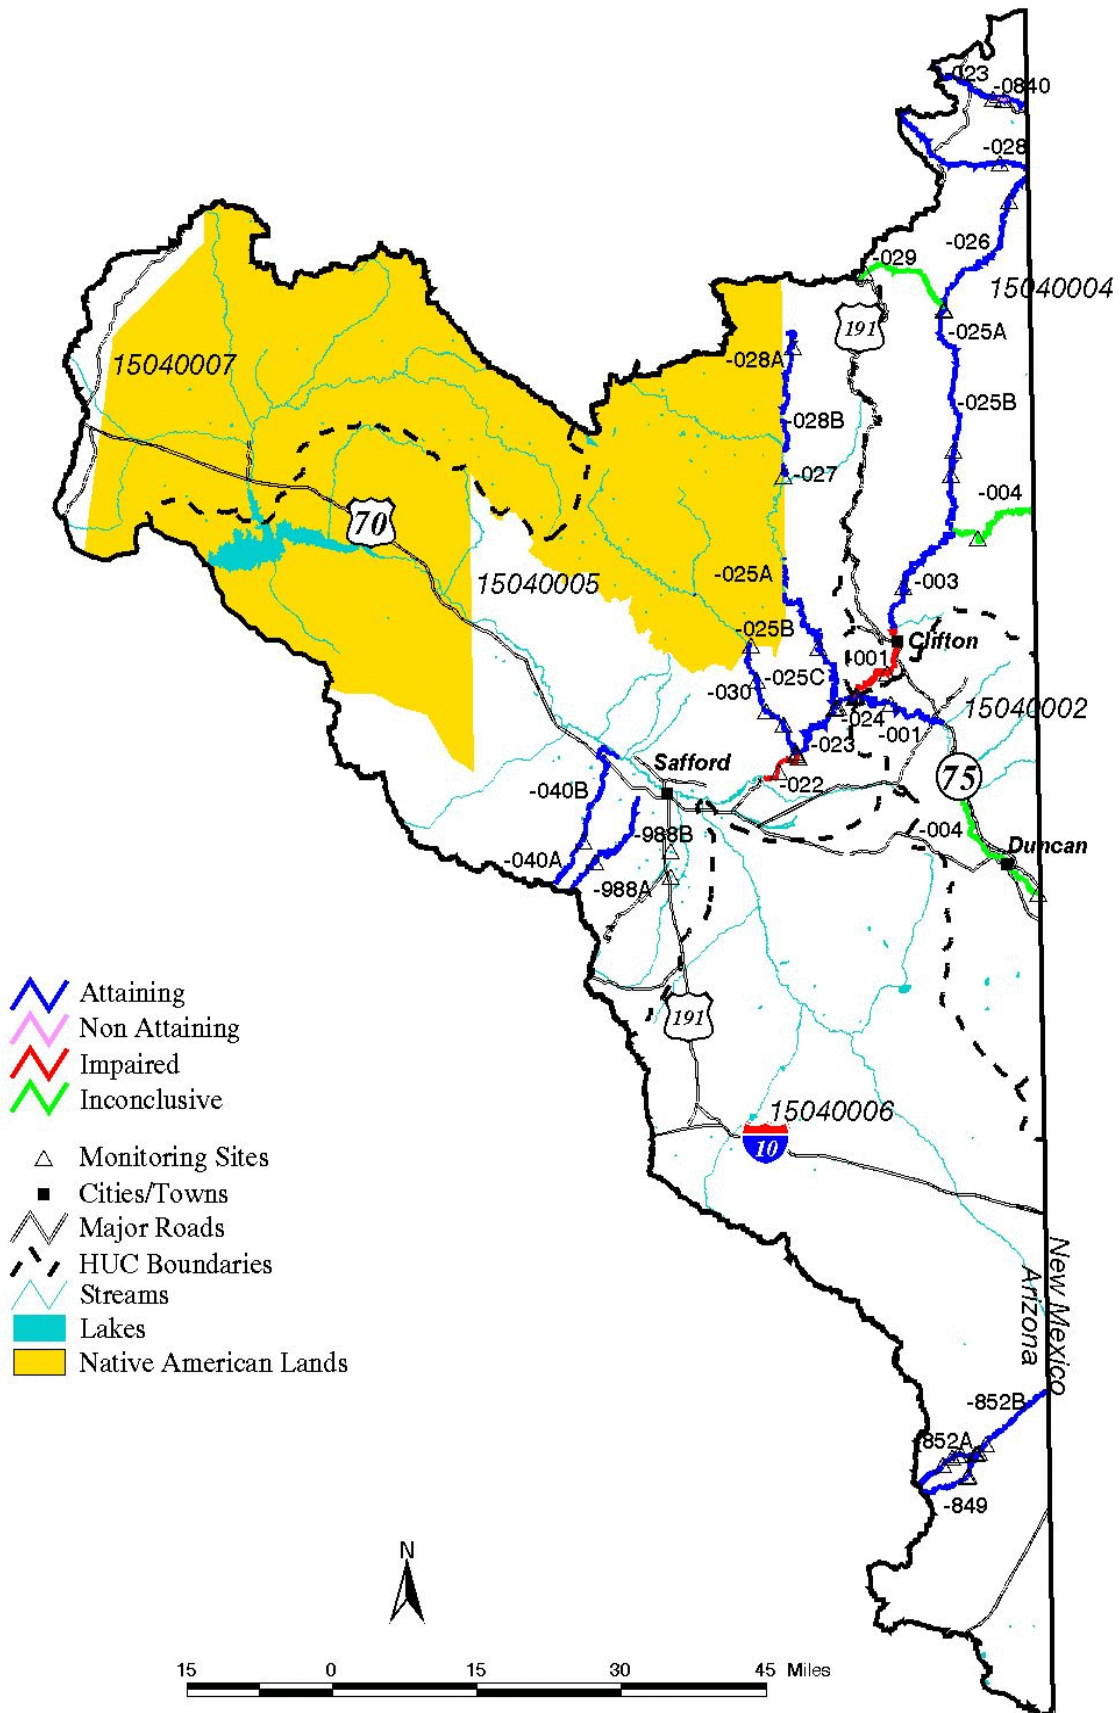 -023
-0840
-028
-026
-029
15040004
191
-025A
-028A
15040007
-025B
-028B
-027
-004
70
-025A
15040005
-003
-025B
Clifton
-001
-025C
-030
-024
15040002
-001
-023
Safford
75
-022
-040B
-004
-988B
Duncan
-040A
-988A
Attaining
191
Non Attaining
Impaired
Inconclusive
15040006
10
Monitoring Sites
Cities/Towns
Major Roads
HUC Boundaries
Streams
Lakes
Native American Lands
New Mexico
Arizona
-852B
-852A
-849
N
15 0 15 30 45 Miles